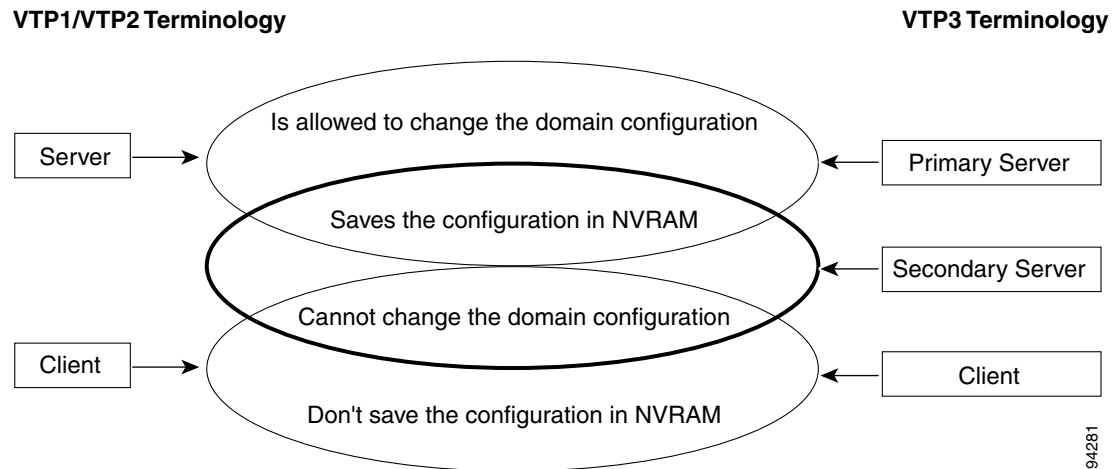 VTP1/VTP2 Terminology
VTP3 Terminology
Is allowed to change the domain configuration
Server
Primary Server
Saves the configuration in NVRAM
Secondary Server
Cannot change the domain configuration
Client
Client
Don't save the configuration in NVRAM
94281